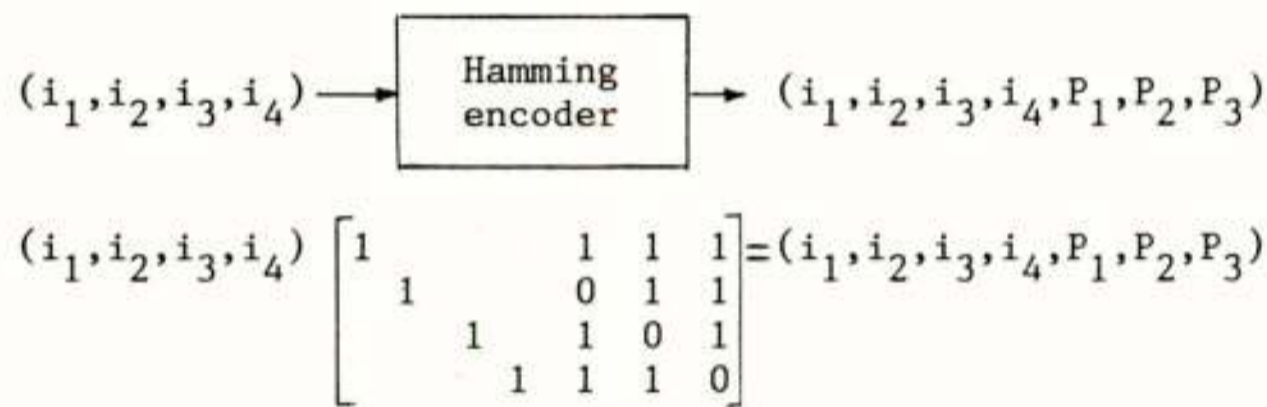 (i₁,i₂,i₃,i₄) Hamming encoder (i₁,i₂,i₃,i₄,P₁,P₂,P₃)
(i₁,i₂,i₃,i₄) [1 1 1 1] =(i₁,i₂,i₃,i₄,P₁,P₂,P₃)
1 0 1 1
1 1 0 1
1 1 1 0